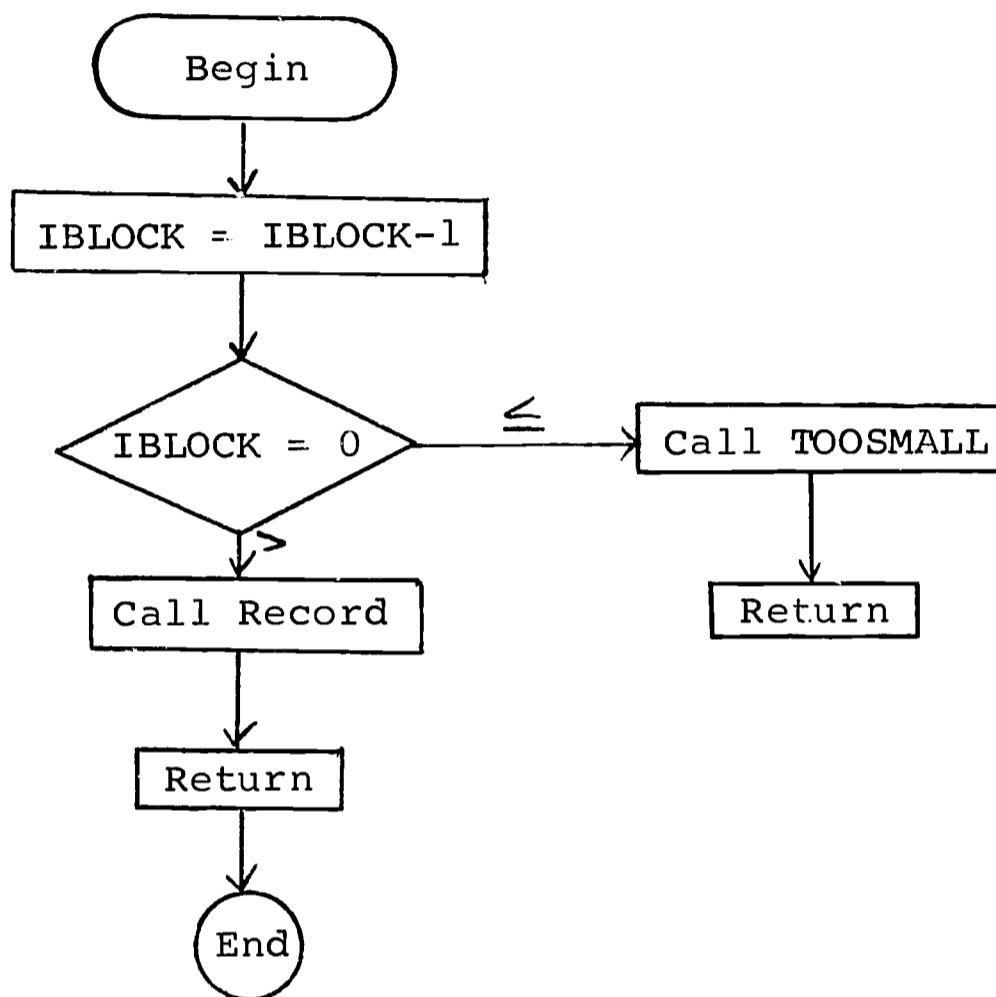 Begin
IBLOCK = IBLOCK-1
IBLOCK = 0
≤
Call TOOSMALL
>
Call Record
Return
Return
End